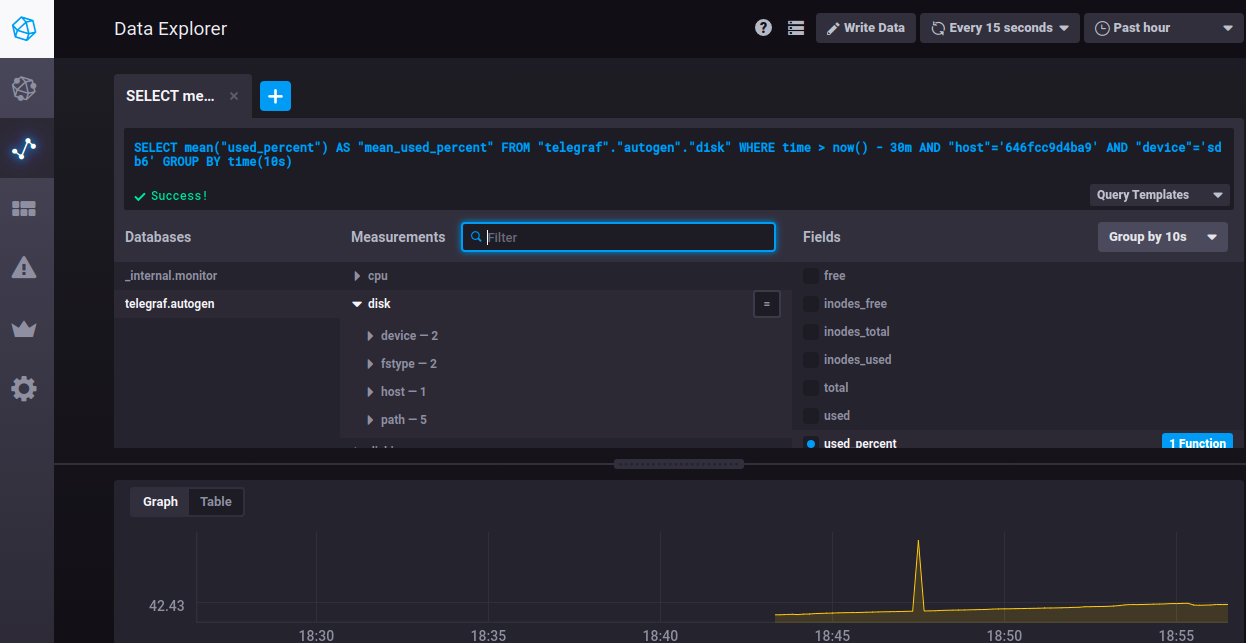 Data Explorer
Write Data
Every 15 seconds
Past hour
SELECT me...
SELECT mean("used_percent") AS "mean_used_percent" FROM "telegraf"."autogen"."disk" WHERE time > now() - 30m AND "host"='646fcc9d4ba9' AND "device"='sd
b6' GROUP BY time(10s)
Success!
Query Templates
Databases
Measurements
Filter
Fields
Group by 10s
_internal.monitor
cpu
free
telegraf.autogen
disk
=
inodes_free
device — 2
inodes_total
fstype — 2
inodes_used
host — 1
total
path — 5
used
used_percent
1 Function
Graph
Table
42.43
18:30
18:35
18:40
18:45
18:50
18:55